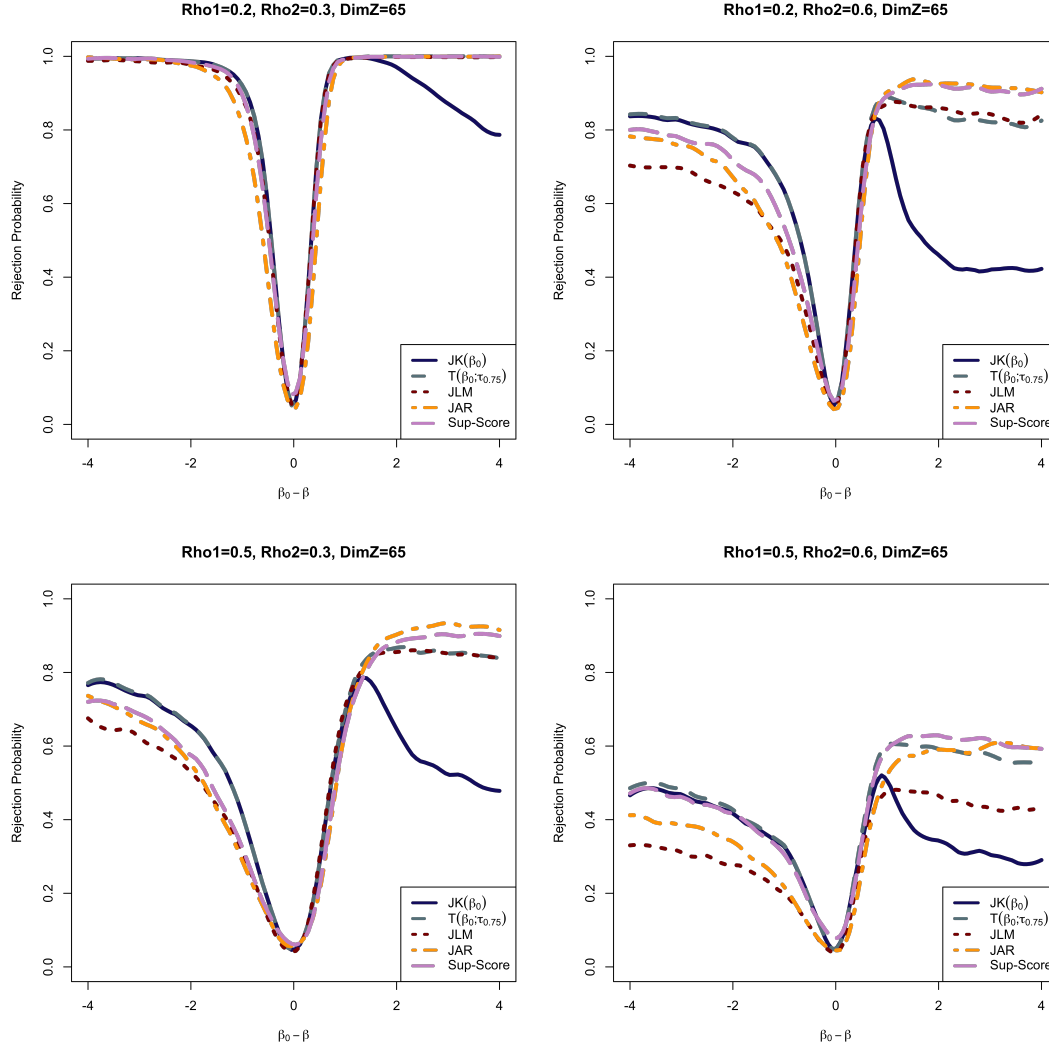 Rho1=0.2, Rho2=0.3, DimZ=65
Rejection Probability
1.0
0.8
0.6
0.4
0.2
0.0
JK(β₀)
T(β₀;τ₀.₇₅)
JLM
JAR
Sup-Score
-4 -2 0 2 4
β₀ − β
Rho1=0.2, Rho2=0.6, DimZ=65
Rejection Probability
1.0
0.8
0.6
0.4
0.2
0.0
JK(β₀)
T(β₀;τ₀.₇₅)
JLM
JAR
Sup-Score
-4 -2 0 2 4
β₀ − β
Rho1=0.5, Rho2=0.3, DimZ=65
Rejection Probability
1.0
0.8
0.6
0.4
0.2
0.0
JK(β₀)
T(β₀;τ₀.₇₅)
JLM
JAR
Sup-Score
-4 -2 0 2 4
β₀ − β
Rho1=0.5, Rho2=0.6, DimZ=65
Rejection Probability
1.0
0.8
0.6
0.4
0.2
0.0
JK(β₀)
T(β₀;τ₀.₇₅)
JLM
JAR
Sup-Score
-4 -2 0 2 4
β₀ − β